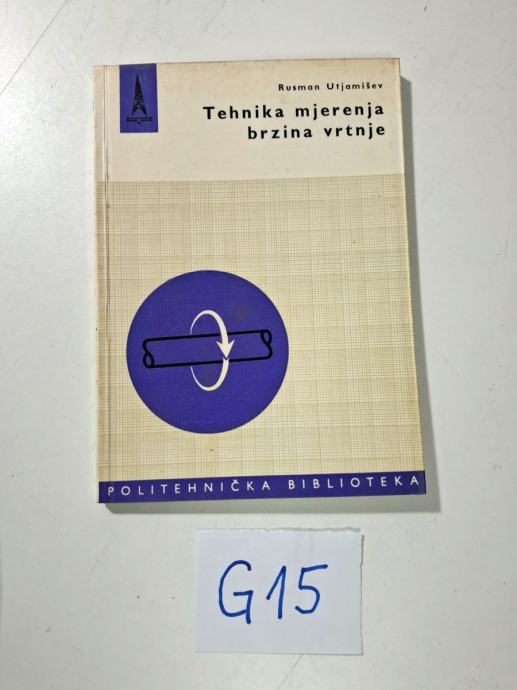 Rusman Utjamišev
Tehnika mjerenja
brzina vrtnje
POLITEHNIČKA BIBLIOTEKA
G15